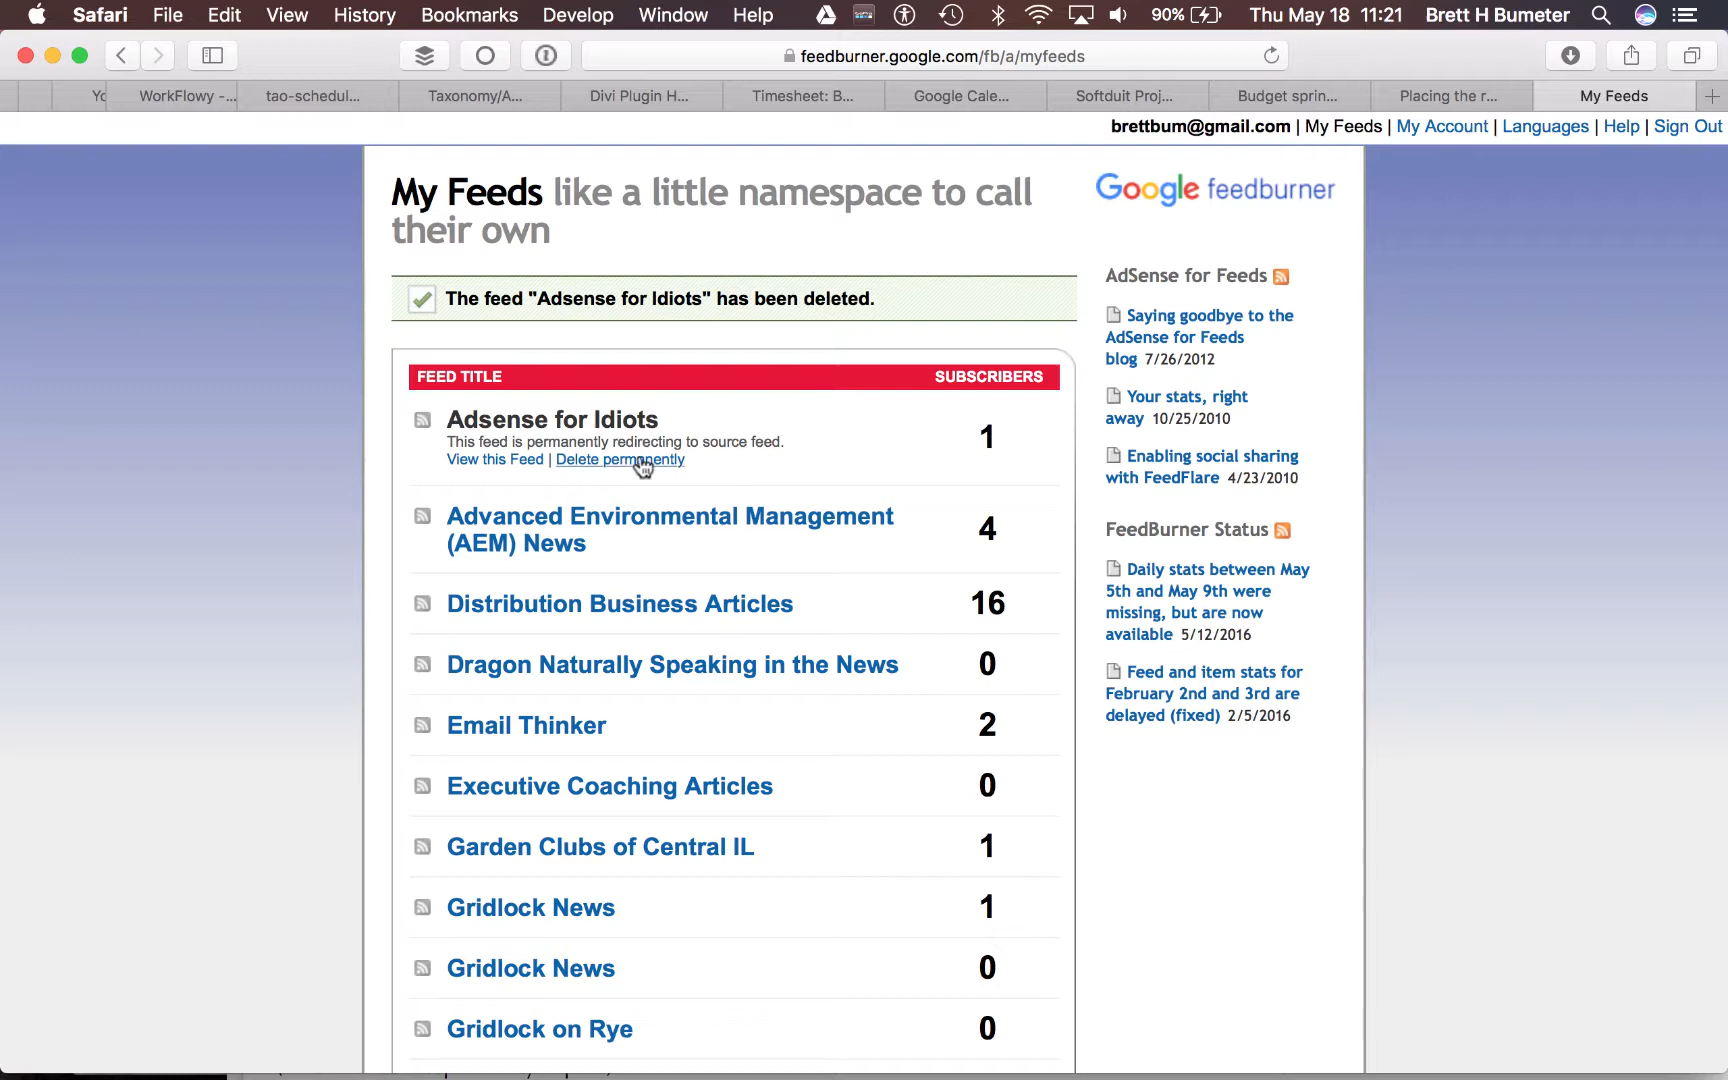 Safari File Edit View History Bookmarks Develop Window Help 90% Thu May 18 11:21 Brett H Bumeter
feedburner.google.com/fb/a/myfeeds
Yo WorkFlowy -... tao-schedul... Taxonomy/A... Divi Plugin H... Timesheet: B... Google Cale... Softduit Proj... Budget sprin... Placing the r... My Feeds
brettbum@gmail.com | My Feeds | My Account | Languages | Help | Sign Out
My Feeds like a little namespace to call
their own
Google feedburner
The feed "Adsense for Idiots" has been deleted.
FEED TITLE SUBSCRIBERS
Adsense for Idiots 1
This feed is permanently redirecting to source feed.
View this Feed | Delete permanently
Advanced Environmental Management
(AEM) News 4
Distribution Business Articles 16
Dragon Naturally Speaking in the News 0
Email Thinker 2
Executive Coaching Articles 0
Garden Clubs of Central IL 1
Gridlock News 1
Gridlock News 0
Gridlock on Rye 0
AdSense for Feeds
Saying goodbye to the
AdSense for Feeds
blog 7/26/2012
Your stats, right
away 10/25/2010
Enabling social sharing
with FeedFlare 4/23/2010
FeedBurner Status
Daily stats between May
5th and May 9th were
missing, but are now
available 5/12/2016
Feed and item stats for
February 2nd and 3rd are
delayed (fixed) 2/5/2016